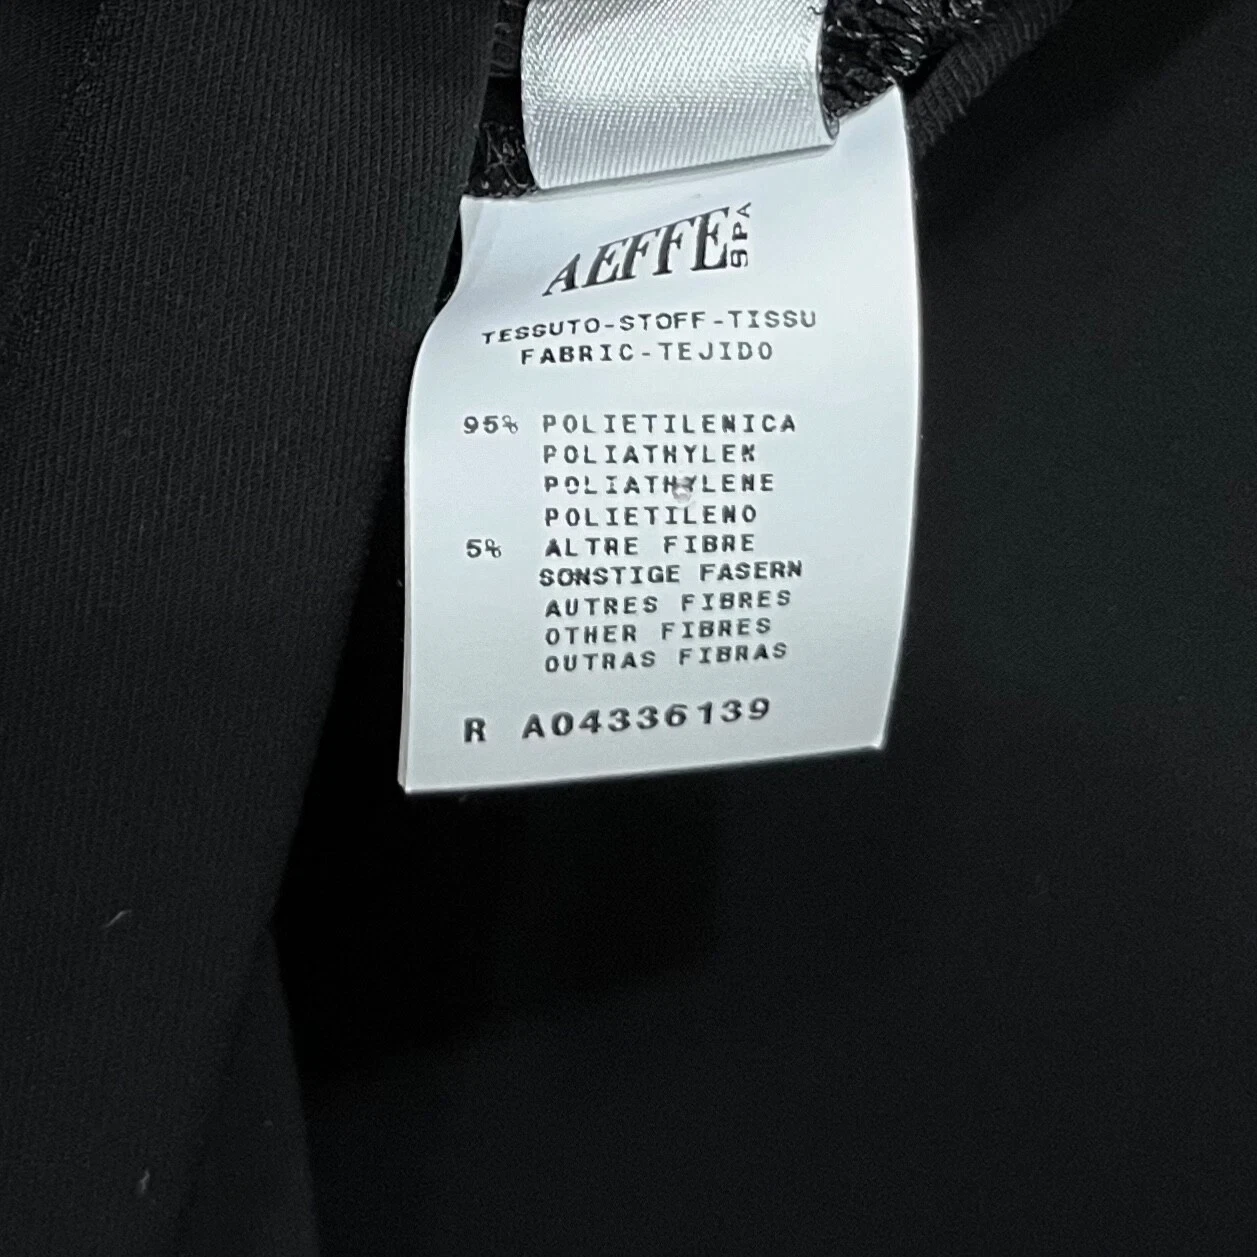 AEFFE SPA
TESSUTO-STOFF-TISSU
FABRIC-TEJIDO
95% POLIETILENICA
POLIATHYLEN
POLIATHYLENE
POLIETILENO
5% ALTRE FIBRE
SONSTIGE FASERN
AUTRES FIBRES
OTHER FIBRES
OUTRAS FIBRAS
R A04336139